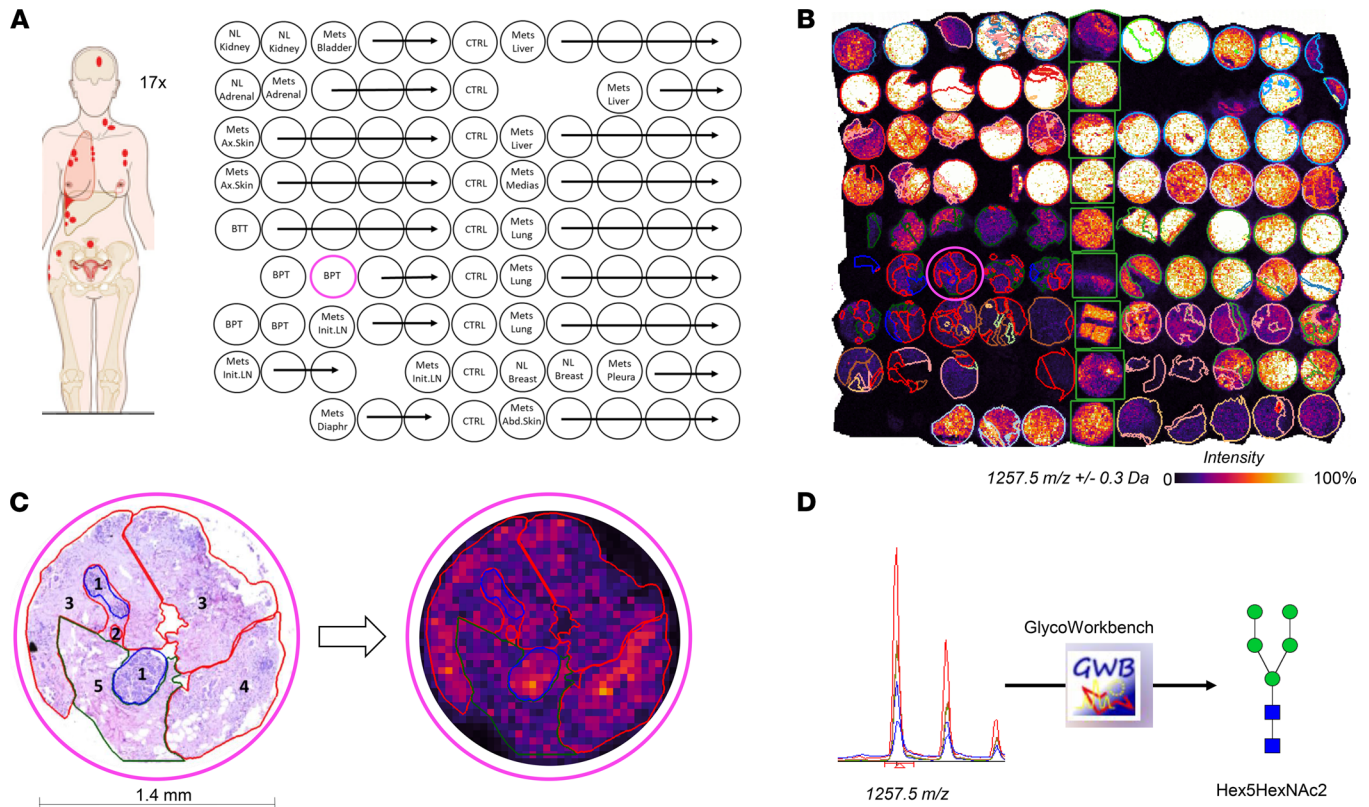 A
17x
NL
Kidney
NL
Kidney
Mets
Bladder
CTRL
Mets
Liver
NL
Adrenal
Mets
Adrenal
CTRL
Mets
Liver
Mets
Ax.Skin
CTRL
Mets
Liver
Mets
Ax.Skin
CTRL
Mets
Medias
BTT
CTRL
Mets
Lung
BPT
BPT
CTRL
Mets
Lung
BPT
BPT
Mets
Init.LN
CTRL
Mets
Lung
Mets
Init.LN
Mets
Init.LN
CTRL
NL
Breast
NL
Breast
Mets
Pleura
Mets
Diaphr
CTRL
Mets
Abd.Skin
B
Intensity
1257.5 m/z +/- 0.3 Da 0 100%
C
1
3
3
2
1
5
4
1.4 mm
D
GlycoWorkbench
GWB
1257.5 m/z
Hex5HexNAc2